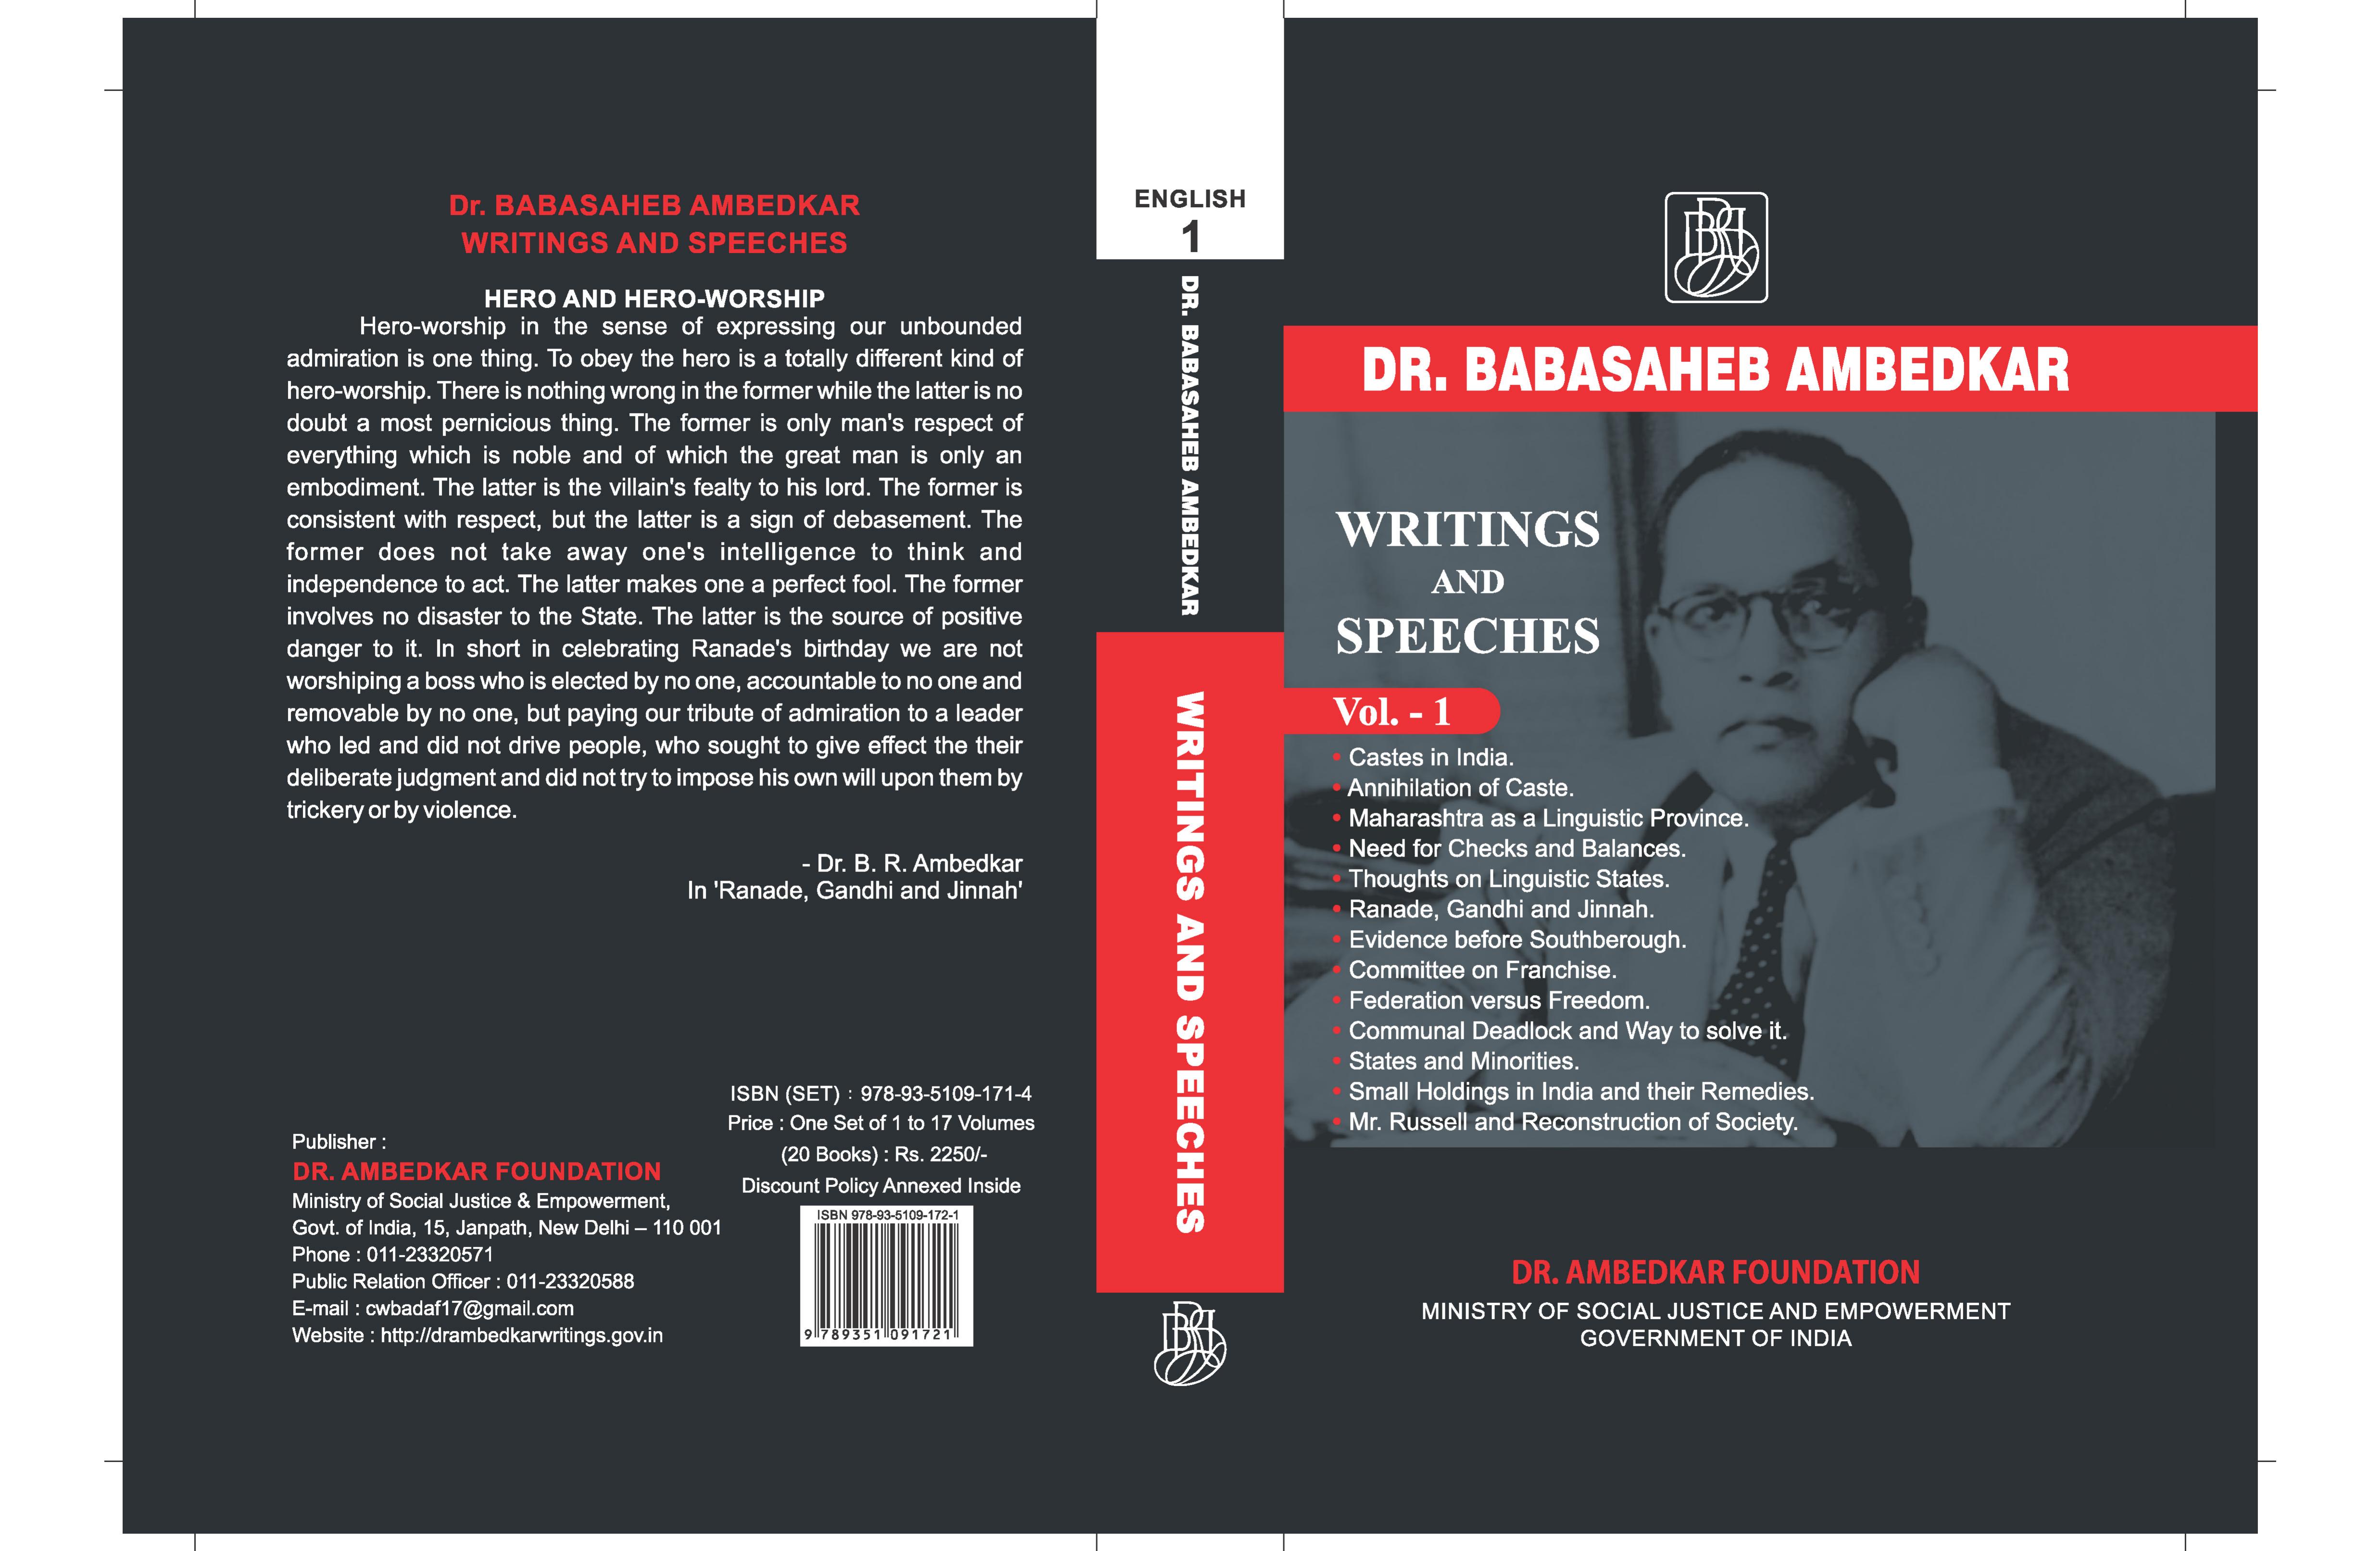 Dr. BABASAHEB AMBEDKAR
WRITINGS AND SPEECHES
HERO AND HERO-WORSHIP
Hero-worship in the sense of expressing our unbounded
admiration is one thing. To obey the hero is a totally different kind of
hero-worship. There is nothing wrong in the former while the latter is no
doubt a most pernicious thing. The former is only man's respect of
everything which is noble and of which the great man is only an
embodiment. The latter is the villain's fealty to his lord. The former is
consistent with respect, but the latter is a sign of debasement. The
former does not take away one's intelligence to think and
independence to act. The latter makes one a perfect fool. The former
involves no disaster to the State. The latter is the source of positive
danger to it. In short in celebrating Ranade's birthday we are not
worshiping a boss who is elected by no one, accountable to no one and
removable by no one, but paying our tribute of admiration to a leader
who led and did not drive people, who sought to give effect the their
deliberate judgment and did not try to impose his own will upon them by
trickery or by violence.
- Dr. B. R. Ambedkar
In 'Ranade, Gandhi and Jinnah'
ISBN (SET) : 978-93-5109-171-4
Price : One Set of 1 to 17 Volumes
(20 Books) : Rs. 2250/-
Discount Policy Annexed Inside
ISBN 978-93-5109-172-1
9 789351 091721
Publisher :
DR. AMBEDKAR FOUNDATION
Ministry of Social Justice & Empowerment,
Govt. of India, 15, Janpath, New Delhi – 110 001
Phone : 011-23320571
Public Relation Officer : 011-23320588
E-mail : cwbadaf17@gmail.com
Website : http://drambedkarwritings.gov.in
ENGLISH
1
DR. BABASAHEB AMBEDKAR
WRITINGS AND SPEECHES
DR. BABASAHEB AMBEDKAR
WRITINGS
AND
SPEECHES
Vol. - 1
• Castes in India.
• Annihilation of Caste.
• Maharashtra as a Linguistic Province.
• Need for Checks and Balances.
• Thoughts on Linguistic States.
• Ranade, Gandhi and Jinnah.
• Evidence before Southberough.
• Committee on Franchise.
• Federation versus Freedom.
• Communal Deadlock and Way to solve it.
• States and Minorities.
• Small Holdings in India and their Remedies.
• Mr. Russell and Reconstruction of Society.
DR. AMBEDKAR FOUNDATION
MINISTRY OF SOCIAL JUSTICE AND EMPOWERMENT
GOVERNMENT OF INDIA